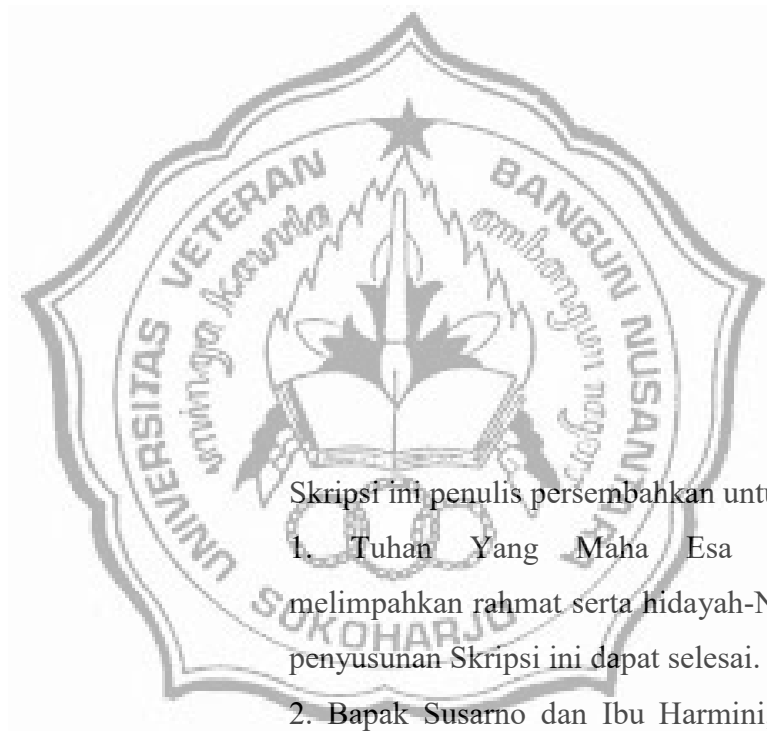 UNIVERSITAS VETERAN BANGUN NUSANTARA
SUKOHARJO
Skripsi ini penulis persembahkan untu
1. Tuhan Yang Maha Esa
melimpahkan rahmat serta hidayah-N
penyusunan Skripsi ini dapat selesai.
2. Bapak Susarno dan Ibu Harmini